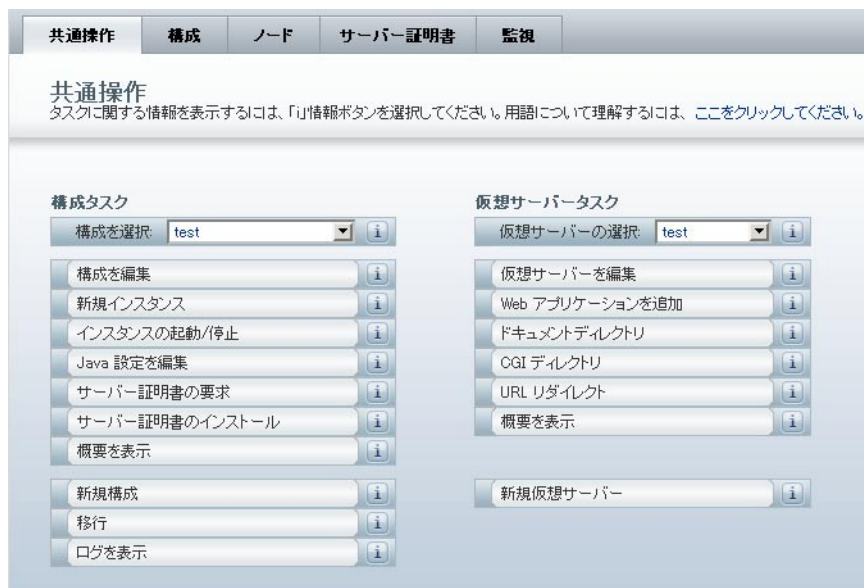 共通操作 構成 ノード サーバー証明書 監視
共通操作
タスクに関する情報を表示するには、「i」情報ボタンを選択してください。用語について理解するには、 ここをクリックしてください。
構成タスク
構成を選択: test
構成を編集
新規インスタンス
インスタンスの起動/停止
Java 設定を編集
サーバー証明書の要求
サーバー証明書のインストール
概要を表示
新規構成
移行
ログを表示
仮想サーバータスク
仮想サーバーの選択: test
仮想サーバーを編集
Web アプリケーションを追加
ドキュメントディレクトリ
CGI ディレクトリ
URL リダイレクト
概要を表示
新規仮想サーバー